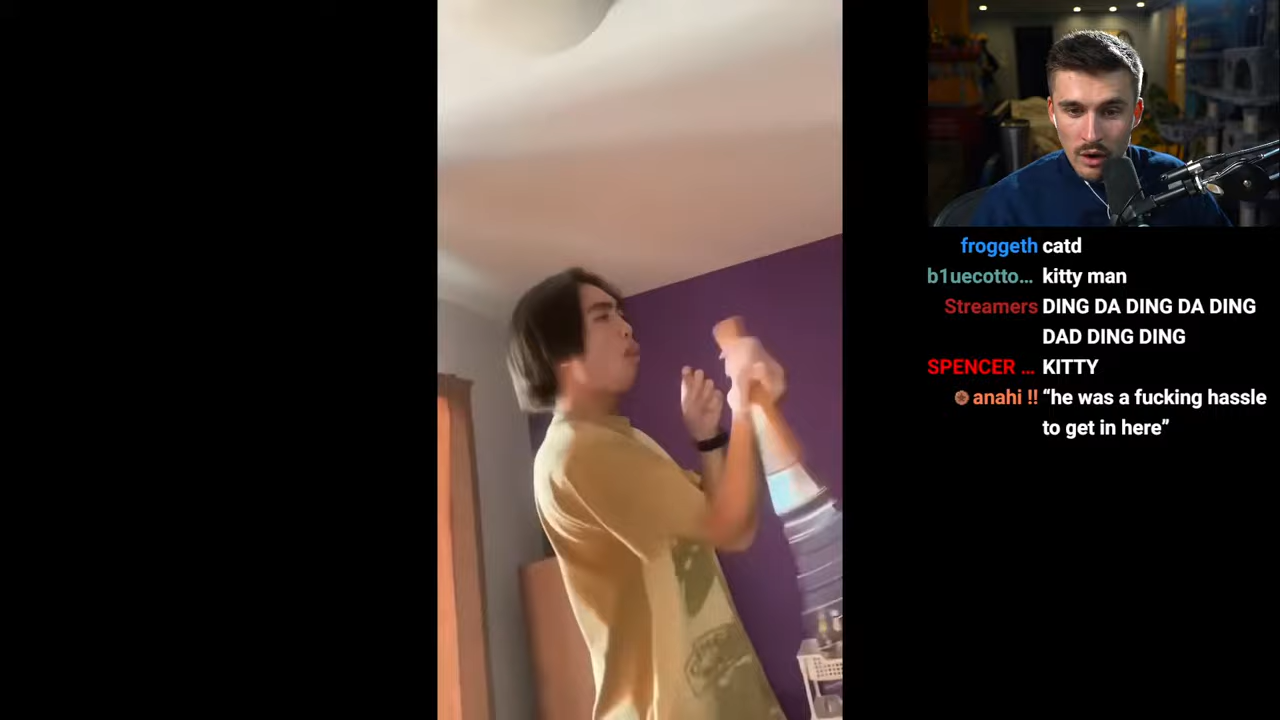 froggeth catd
b1uecotto… kitty man
Streamers DING DA DING DA DING
DAD DING DING
SPENCER … KITTY
anahi !! “he was a fucking hassle
to get in here”